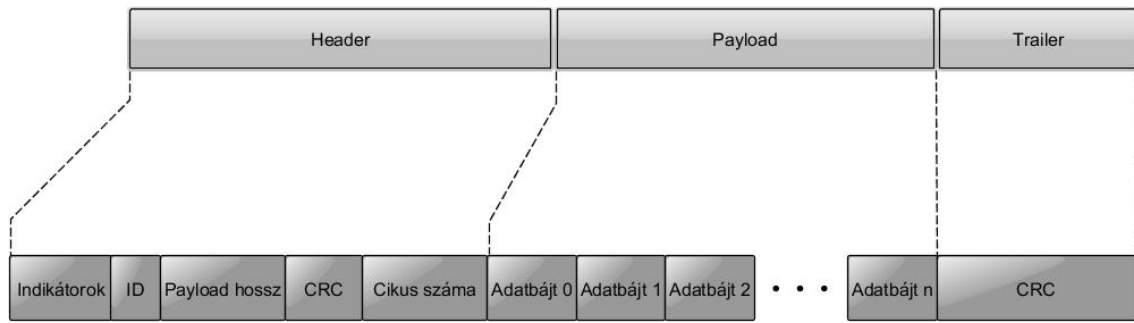 Header Payload Trailer
Indikátorok ID Payload hossz CRC Cikus száma Adatbájt 0 Adatbájt 1 Adatbájt 2 • • • Adatbájt n CRC